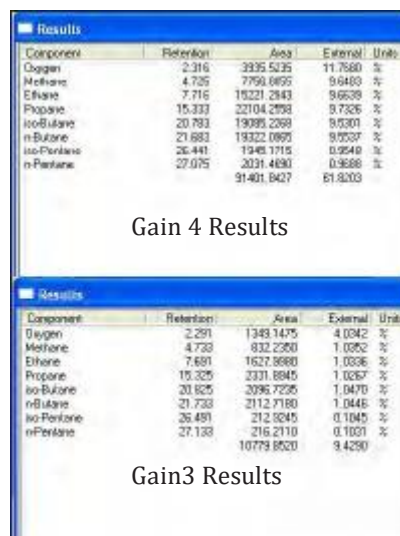 Results
Component Retention Area External Units
Oxygen 2.316 3935.5235 11.7680 %
Methane 4.725 7756.8055 9.6403 %
Ethane 7.716 15221.2943 9.6639 %
Propane 15.333 22104.2558 9.7326 %
iso-Butane 20.783 19085.2268 9.5301 %
n-Butane 21.683 19322.0965 9.5537 %
iso-Pentane 26.441 1945.1715 0.9548 %
n-Pentane 27.075 2031.4690 0.9688 %
91401.8427 61.8203
Gain 4 Results
Results
Component Retention Area External Units
Oxygen 2.291 1349.1475 4.0342 %
Methane 4.733 832.2350 1.0352 %
Ethane 7.691 1627.9980 1.0336 %
Propane 15.325 2331.8945 1.0267 %
iso-Butane 20.825 2096.7235 1.0470 %
n-Butane 21.733 2112.7180 1.0446 %
iso-Pentane 26.491 212.9245 0.1045 %
n-Pentane 27.133 216.2110 0.1031 %
10779.8520 9.4290
Gain3 Results